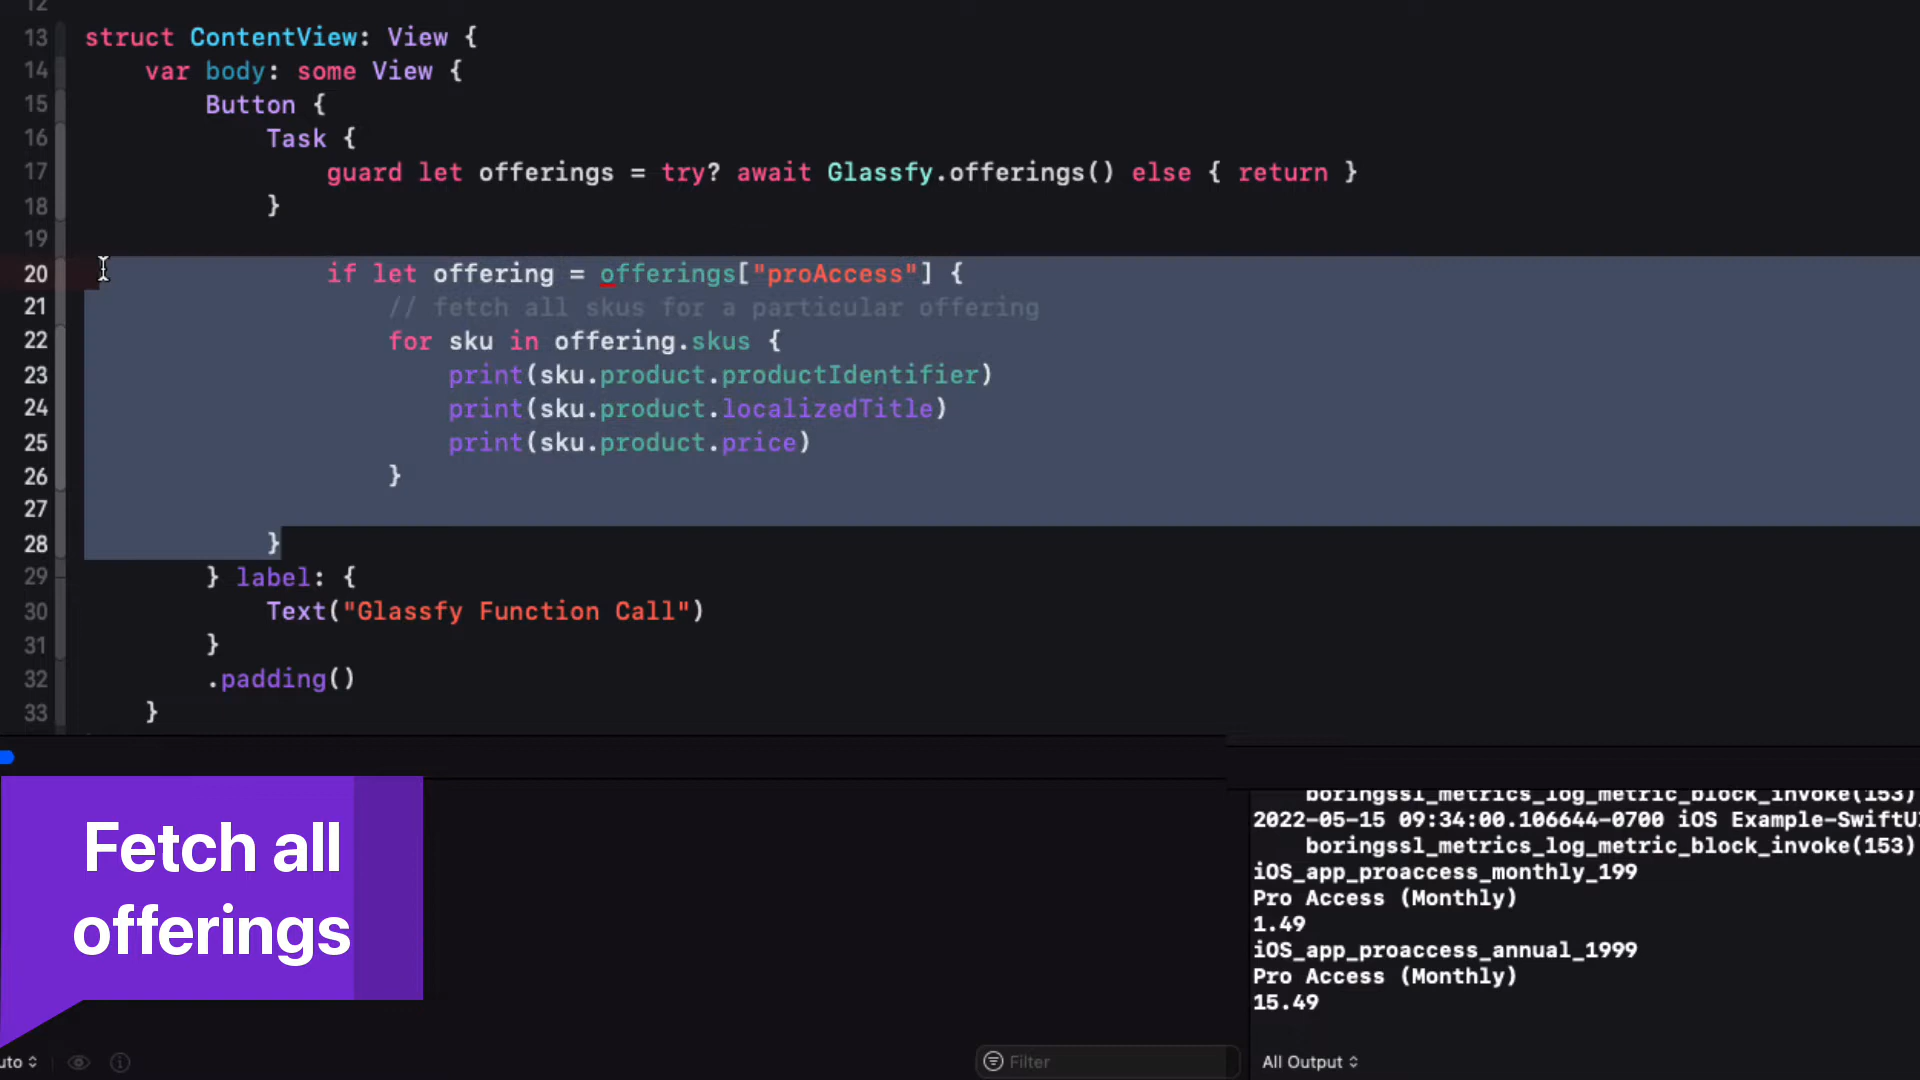 12
13 struct ContentView: View {
14 var body: some View {
15 Button {
16 Task {
17 guard let offerings = try? await Glassfy.offerings() else { return }
18 }
19
20 if let offering = offerings["proAccess"] {
21 // fetch all skus for a particular offering
22 for sku in offering.skus {
23 print(sku.product.productIdentifier)
24 print(sku.product.localizedTitle)
25 print(sku.product.price)
26 }
27
28 }
29 } label: {
30 Text("Glassfy Function Call")
31 }
32 .padding()
33 }
Fetch all
offerings
boringssl_metrics_log_metric_block_invoke(153)
2022-05-15 09:34:00.106644-0700 iOS Example-SwiftU
boringssl_metrics_log_metric_block_invoke(153)
iOS_app_proaccess_monthly_199
Pro Access (Monthly)
1.49
iOS_app_proaccess_annual_1999
Pro Access (Monthly)
15.49
uto
Filter
All Output